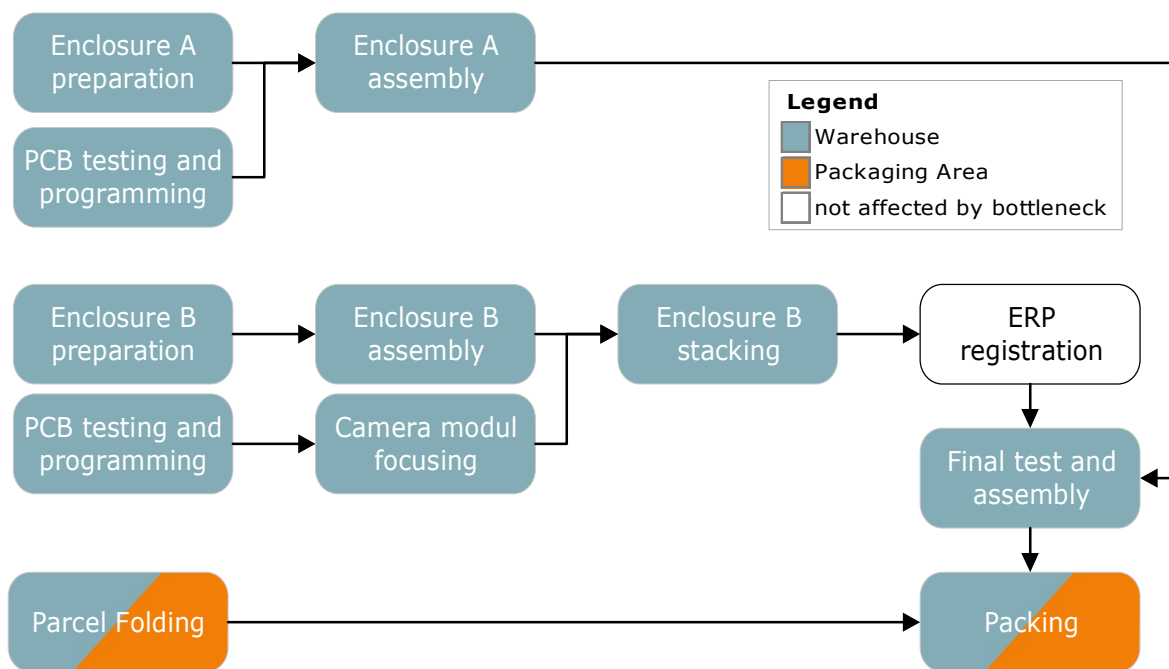 Enclosure A
preparation
Enclosure A
assembly
Legend
Warehouse
Packaging Area
not affected by bottleneck
PCB testing and
programming
Enclosure B
preparation
Enclosure B
assembly
Enclosure B
stacking
ERP
registration
PCB testing and
programming
Camera modul
focusing
Final test and
assembly
Parcel Folding
Packing